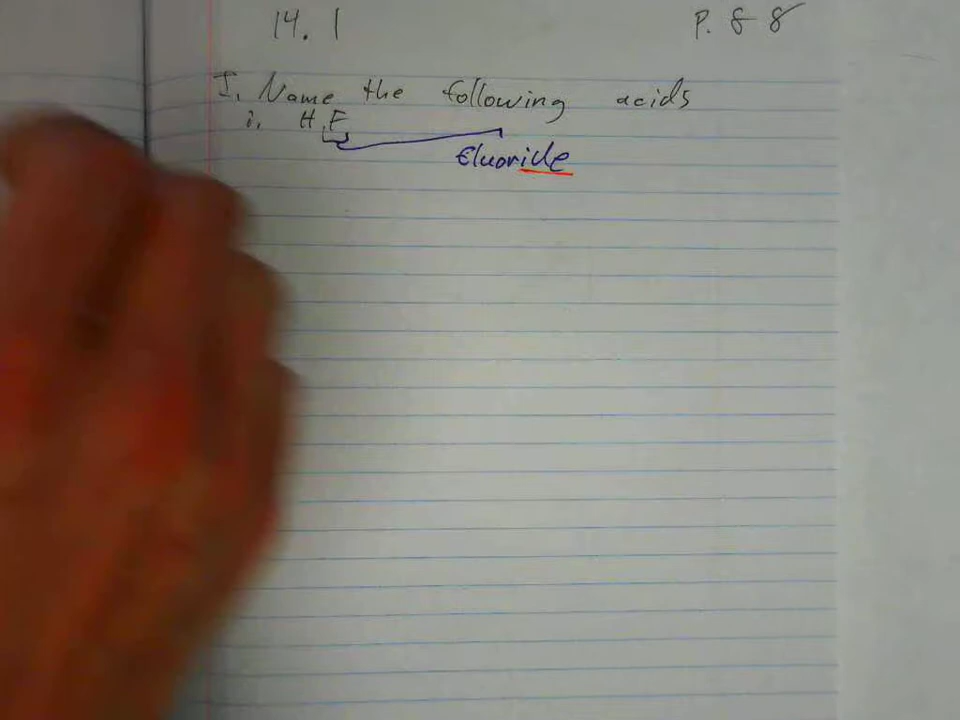 14.1 P. 88
I. Name the following acids
i. HF
fluoride